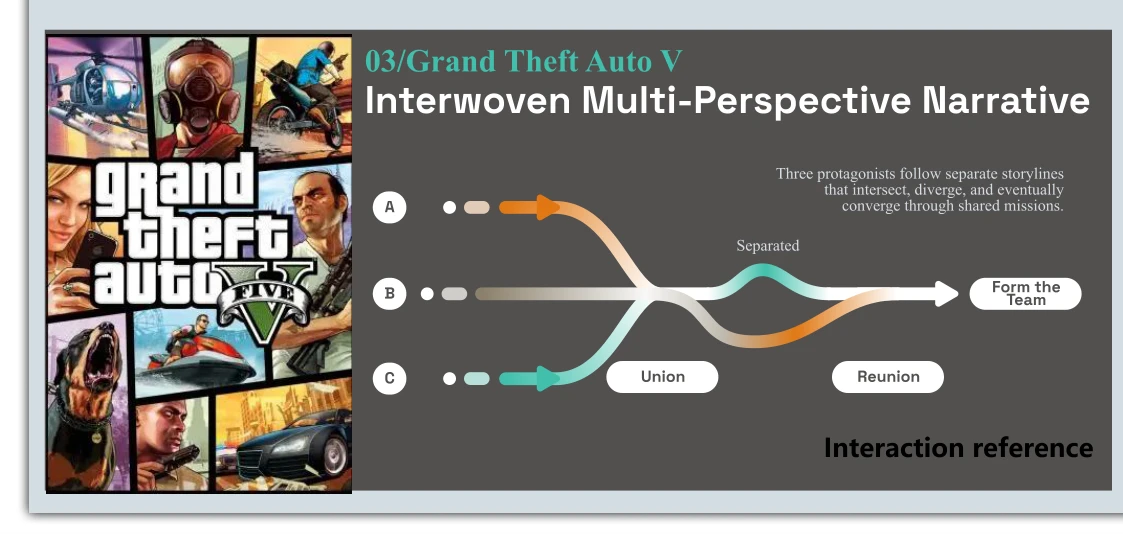 03/Grand Theft Auto V
Interwoven Multi-Perspective Narrative
grand
theft
auto
V
FIVE
Three protagonists follow separate storylines
that intersect, diverge, and eventually
converge through shared missions.
A
Separated
B
Form the
Team
C
Union
Reunion
Interaction reference